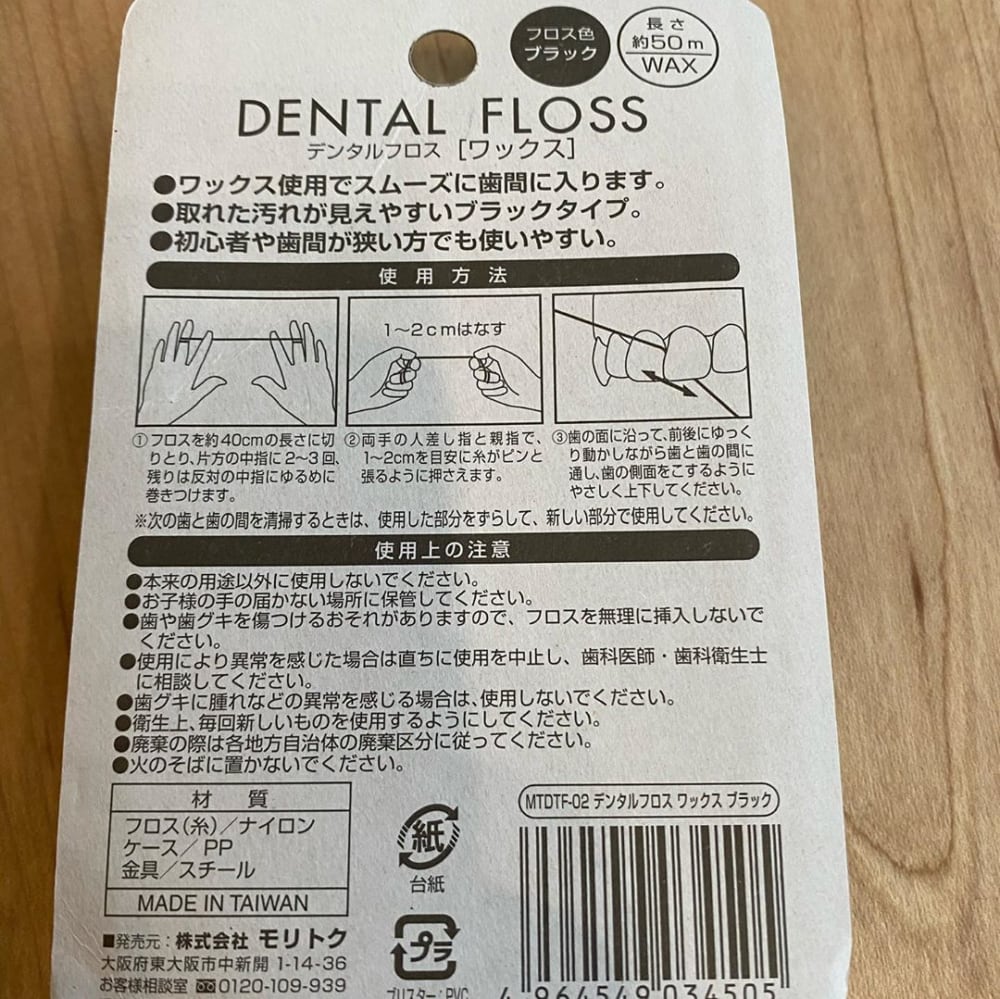 フロス色
ブラック
長さ
約50m
WAX
DENTAL FLOSS
デンタルフロス [ワックス]
●ワックス使用でスムーズに歯間に入ります。
●取れた汚れが見えやすいブラックタイプ。
●初心者や歯間が狭い方でも使いやすい。
使用方法
1〜2cmはなす
①フロスを約40cmの長さに切
りとり、片方の中指に2〜3回、
残りは反対の中指にゆるめに
巻きつけます。
②両手の人差し指と親指で、
1〜2cmを目安に糸がピンと
張るように押さえます。
③歯の面に沿って、前後にゆっく
り動かしながら歯と歯の間に
通し、歯の側面をこするように
やさしく上下してください。
※次の歯と歯の間を清掃するときは、使用した部分をずらして、新しい部分で使用してください。
使用上の注意
●本来の用途以外に使用しないでください。
●お子様の手の届かない場所に保管してください。
●歯や歯グキを傷つけるおそれがありますので、フロスを無理に挿入しないで
ください。
●使用により異常を感じた場合は直ちに使用を中止し、歯科医師・歯科衛生士
に相談してください。
●歯グキに腫れなどの異常を感じる場合は、使用しないでください。
●衛生上、毎回新しいものを使用するようにしてください。
●廃棄の際は各地方自治体の廃棄区分に従ってください。
●火のそばに置かないでください。
材質
フロス(糸)／ナイロン
ケース／PP
金具／スチール
MADE IN TAIWAN
■発売元：株式会社 モリトク
大阪府東大阪市中新開 1-14-36
お客様相談室 0120-109-939
紙
台紙
プラ
ブリスター：PVC
MTDTF-02 デンタルフロス ワックス ブラック
4 964549 034505